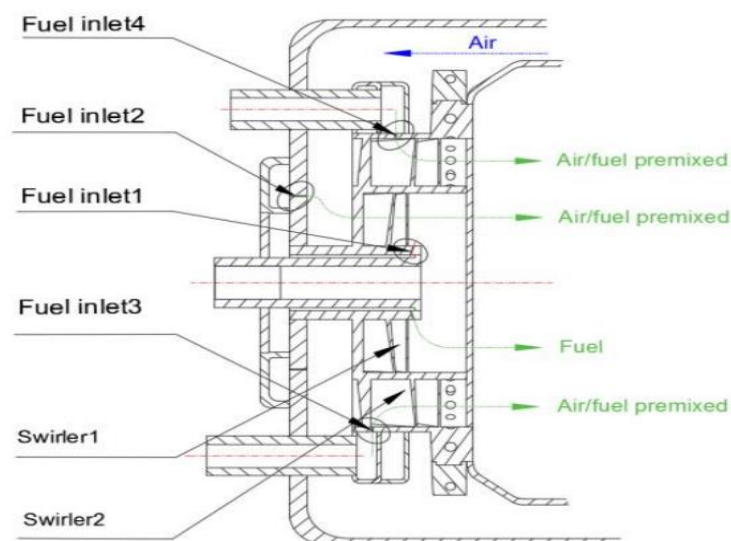 Fuel inlet4
Air
Fuel inlet2
Air/fuel premixed
Fuel inlet1
Air/fuel premixed
Fuel inlet3
Fuel
Air/fuel premixed
Swirler1
Swirler2